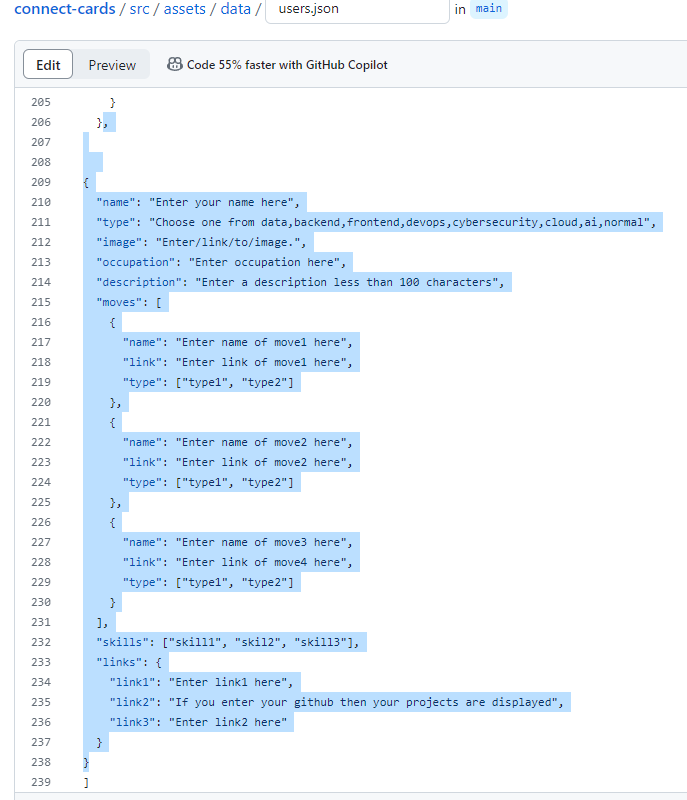 connect-cards / src / assets / data / users.json in main
Edit Preview Code 55% faster with GitHub Copilot
205 }
206 },
207
208
209 {
210 "name": "Enter your name here",
211 "type": "Choose one from data,backend,frontend,devops,cybersecurity,cloud,ai,normal",
212 "image": "Enter/link/to/image.",
213 "occupation": "Enter occupation here",
214 "description": "Enter a description less than 100 characters",
215 "moves": [
216 {
217 "name": "Enter name of move1 here",
218 "link": "Enter link of move1 here",
219 "type": ["type1", "type2"]
220 },
221 {
222 "name": "Enter name of move2 here",
223 "link": "Enter link of move2 here",
224 "type": ["type1", "type2"]
225 },
226 {
227 "name": "Enter name of move3 here",
228 "link": "Enter link of move4 here",
229 "type": ["type1", "type2"]
230 }
231 ],
232 "skills": ["skill1", "skil2", "skill3"],
233 "links": {
234 "link1": "Enter link1 here",
235 "link2": "If you enter your github then your projects are displayed",
236 "link3": "Enter link2 here"
237 }
238 }
239 ]